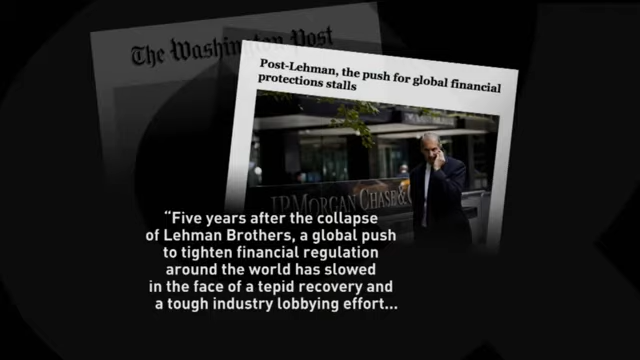 The Washington Post
Post-Lehman, the push for global financial
protections stalls
JPMORGAN CHASE &
“Five years after the collapse
of Lehman Brothers, a global push
to tighten financial regulation
around the world has slowed
in the face of a tepid recovery and
a tough industry lobbying effort...